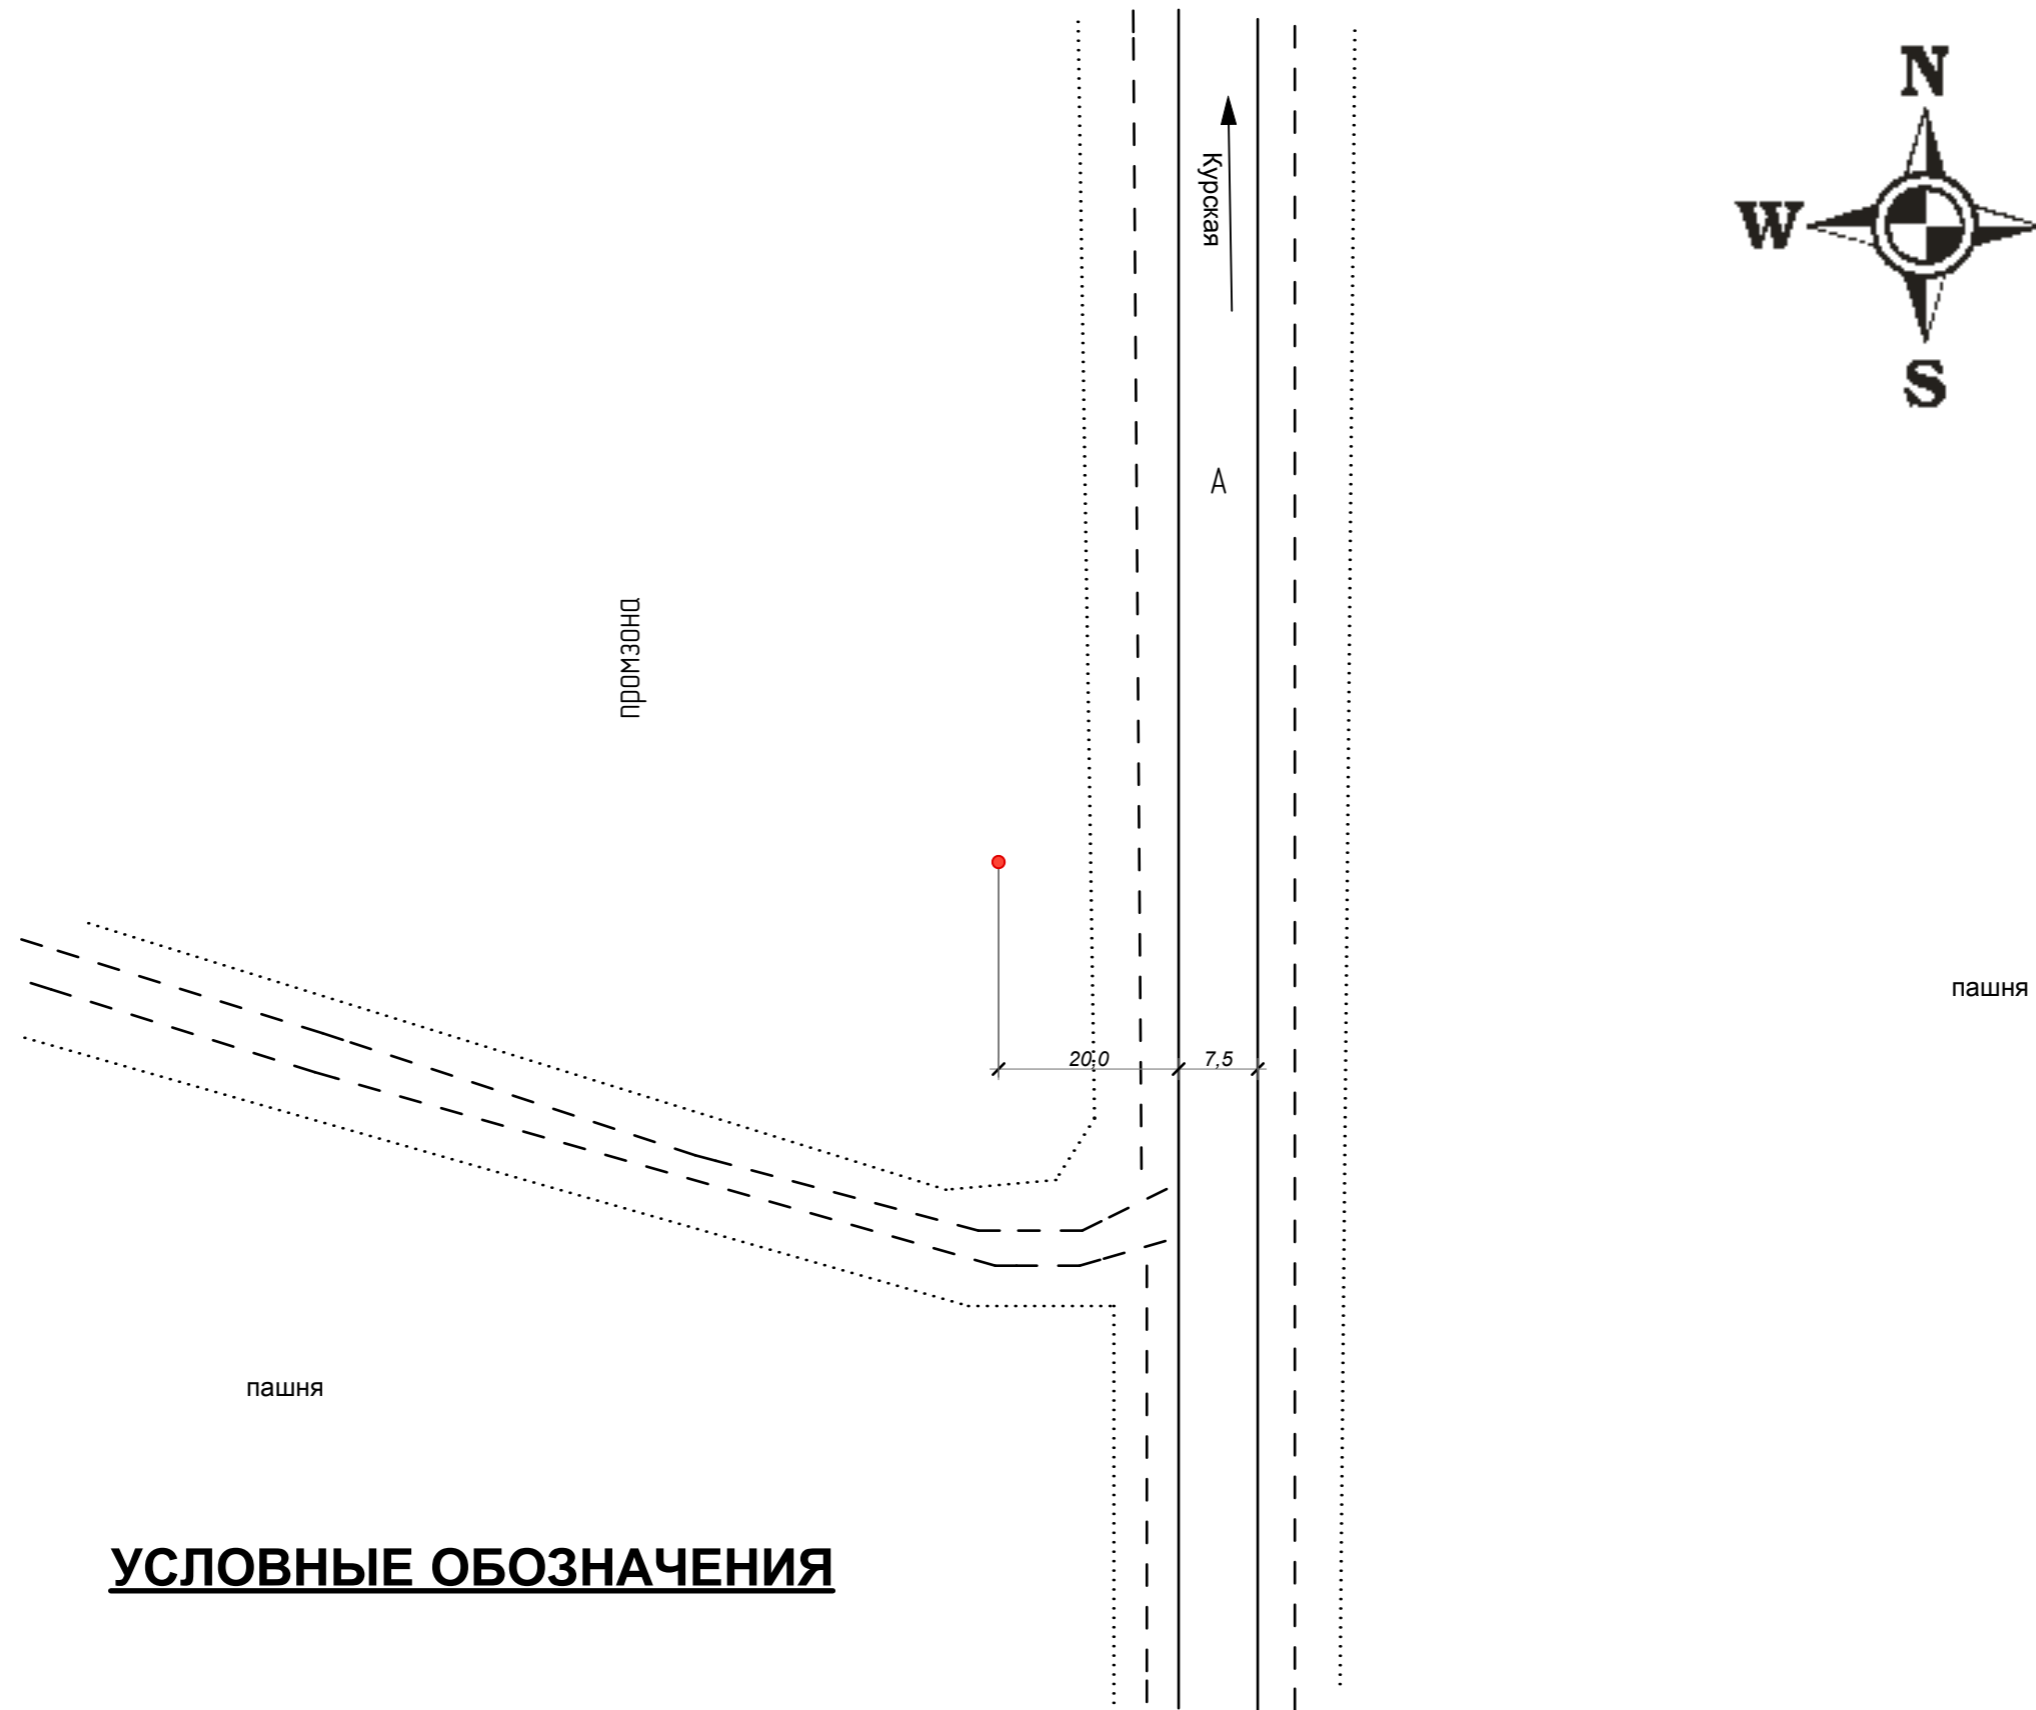 N
Курская
W
S
А
промзона
пашня
20,0
7,5
пашня
УСЛОВНЫЕ ОБОЗНАЧЕНИЯ